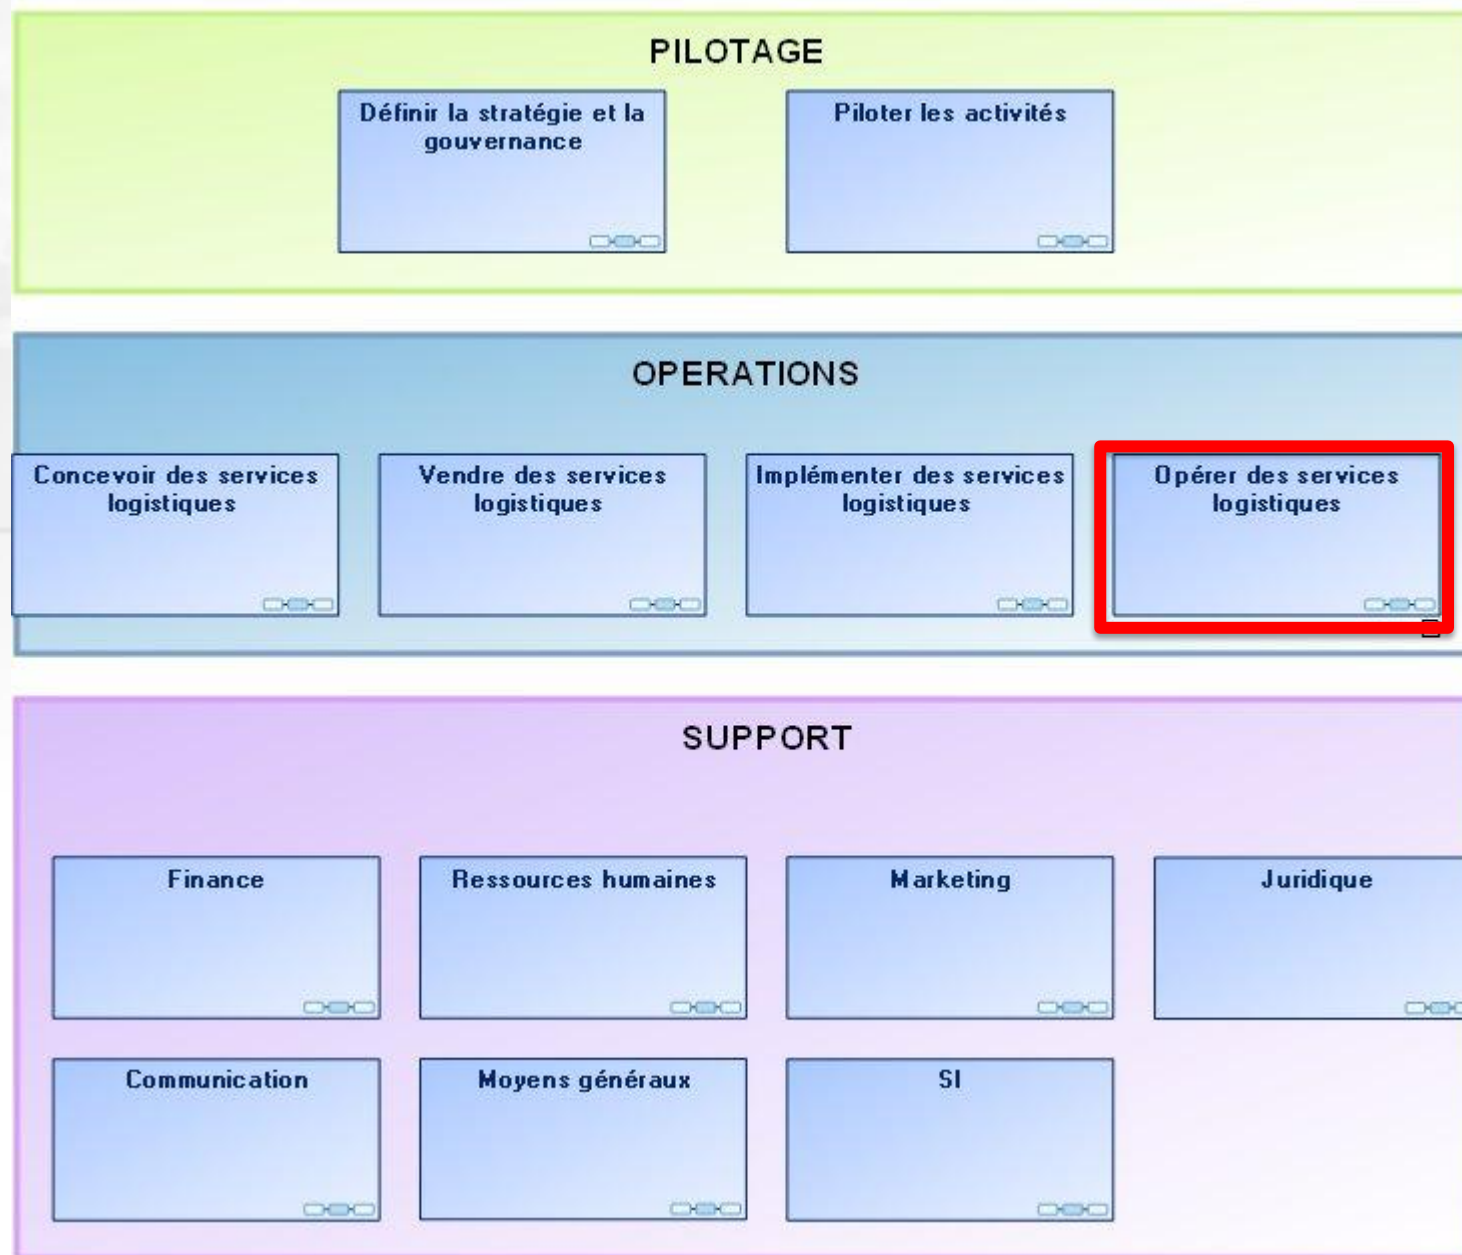 PILOTAGE
Définir la stratégie et la
gouvernance
Piloter les activités
OPERATIONS
Concevoir des services
logistiques
Vendre des services
logistiques
Implémenter des services
logistiques
Opérer des services
logistiques
SUPPORT
Finance
Ressources humaines
Marketing
Juridique
Communication
Moyens généraux
SI